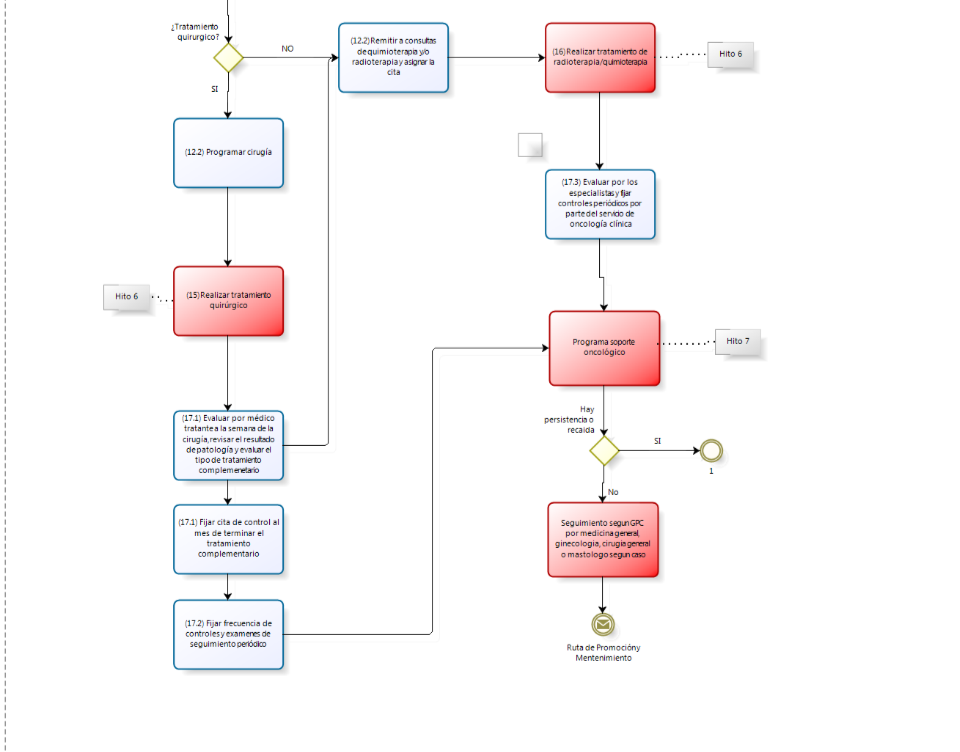 ¿Tratamiento
quirurgico?
NO
SI
(12.2)Remitir a consultas
de quimioterapia y/o
radioterapia y asignar la
cita
(16)Realizar tratamiento de
radioterapia/qumioterapia
Hito 6
(12.2) Programar cirugía
(17.3) Evaluar por los
especialistas y fijar
controles periódicos por
parte del servicio de
oncología clínica
Hito 6
(15)Realizar tratamiento
quirúrgico
Programa soporte
oncológico
Hito 7
(17.1) Evaluar por médico
tratante a la semana de la
cirugía, revisar el resultado
de patología y evaluar el
tipo de tratamiento
complemenetario
Hay
persistencia o
recaida
SI
1
No
(17.1) Fijar cita de control al
mes de terminar el
tratamiento
complementario
Seguimiento segun GPC
por medicina general,
ginecologia, cirugia general
o mastologo segun caso
(17.2) Fijar frecuencia de
controles y examenes de
seguimiento periódico
Ruta de Promocióny
Mentenimiento